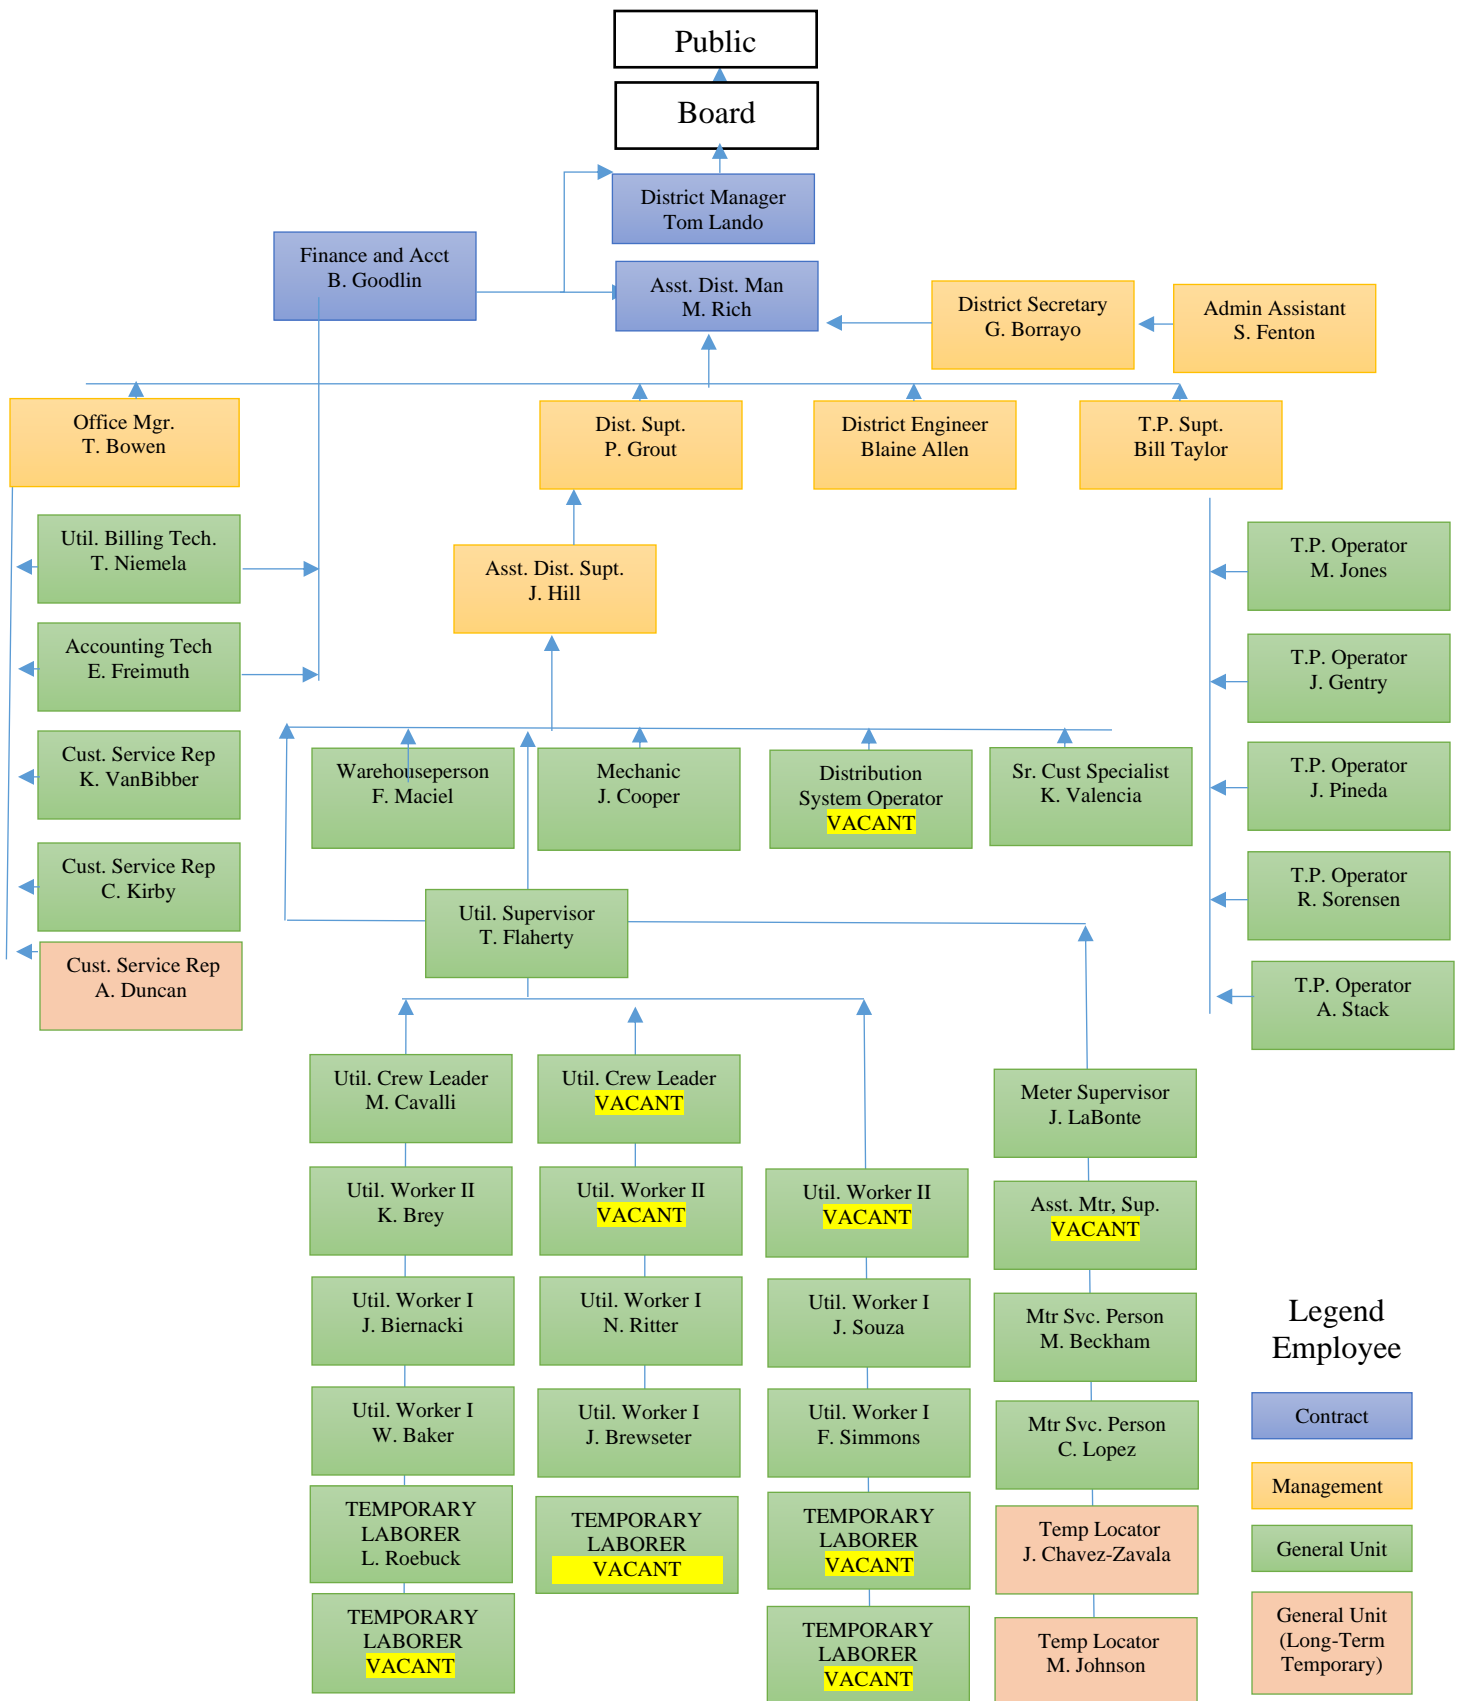 Public
Board
District Manager
Tom Lando
Finance and Acct
B. Goodlin
Asst. Dist. Man
M. Rich
District Secretary
G. Borrayo
Admin Assistant
S. Fenton
Office Mgr.
T. Bowen
Dist. Supt.
P. Grout
District Engineer
Blaine Allen
T.P. Supt.
Bill Taylor
Util. Billing Tech.
T. Niemela
Accounting Tech
E. Freimuth
Cust. Service Rep
K. VanBibber
Cust. Service Rep
C. Kirby
Cust. Service Rep
A. Duncan
Asst. Dist. Supt.
J. Hill
T.P. Operator
M. Jones
T.P. Operator
J. Gentry
T.P. Operator
J. Pineda
T.P. Operator
R. Sorensen
T.P. Operator
A. Stack
Warehouseperson
F. Maciel
Mechanic
J. Cooper
Distribution
System Operator
VACANT
Sr. Cust Specialist
K. Valencia
Util. Supervisor
T. Flaherty
Util. Crew Leader
M. Cavalli
Util. Worker II
K. Brey
Util. Worker I
J. Biernacki
Util. Worker I
W. Baker
TEMPORARY
LABORER
L. Roebuck
TEMPORARY
LABORER
VACANT
Util. Crew Leader
VACANT
Util. Worker II
VACANT
Util. Worker I
N. Ritter
Util. Worker I
J. Brewseter
TEMPORARY
LABORER
VACANT
Util. Worker II
VACANT
Util. Worker I
J. Souza
Util. Worker I
F. Simmons
TEMPORARY
LABORER
VACANT
TEMPORARY
LABORER
VACANT
Meter Supervisor
J. LaBonte
Asst. Mtr, Sup.
VACANT
Mtr Svc. Person
M. Beckham
Mtr Svc. Person
C. Lopez
Temp Locator
J. Chavez-Zavala
Temp Locator
M. Johnson
Legend
Employee
Contract
Management
General Unit
General Unit
(Long-Term
Temporary)